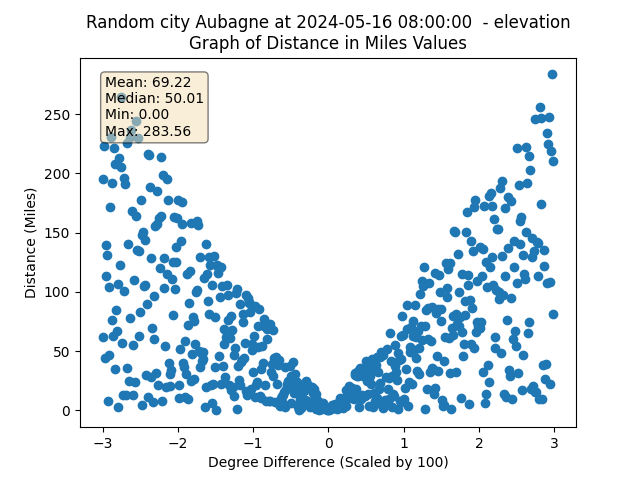 Random city Aubagne at 2024-05-16 08:00:00  - elevation
Graph of Distance in Miles Values
Mean: 69.22
Median: 50.01
Min: 0.00
Max: 283.56
250
200
150
100
50
0
Distance (Miles)
−3
−2
−1
0
1
2
3
Degree Difference (Scaled by 100)